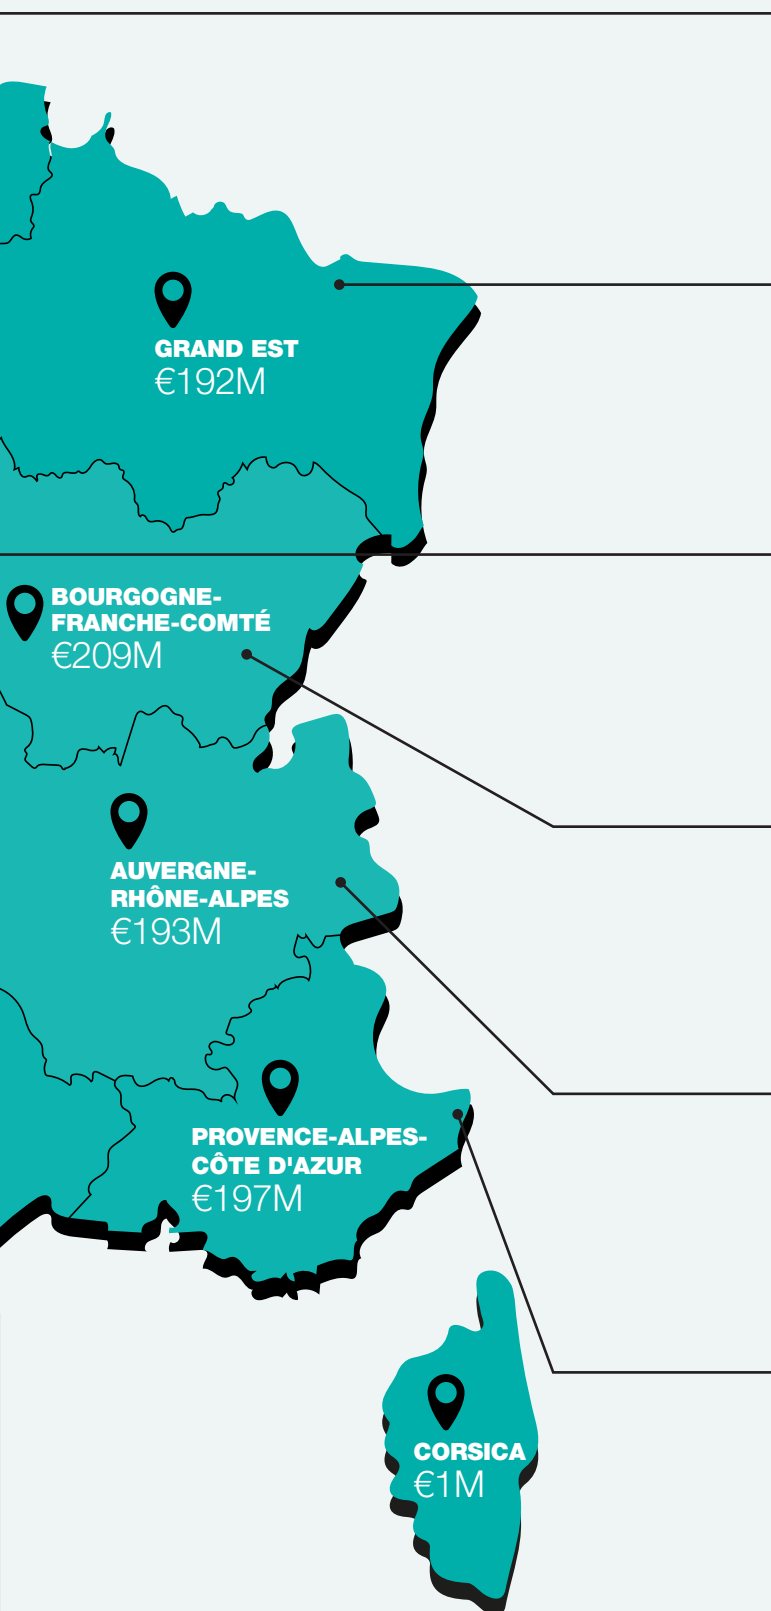 GRAND EST
€192M
BOURGOGNE-
FRANCHE-COMTÉ
€209M
AUVERGNE-
RHÔNE-ALPES
€193M
PROVENCE-ALPES-
CÔTE D'AZUR
€197M
CORSICA
€1M